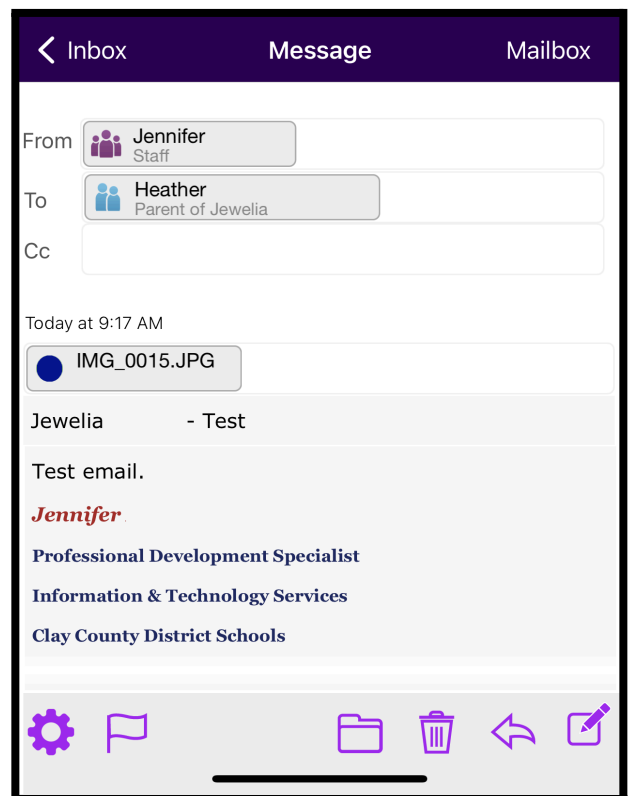 Inbox Message Mailbox
From Jennifer
Staff
To Heather
Parent of Jewelia
Cc
Today at 9:17 AM
IMG_0015.JPG
Jewelia - Test
Test email.
Jennifer
Professional Development Specialist
Information & Technology Services
Clay County District Schools